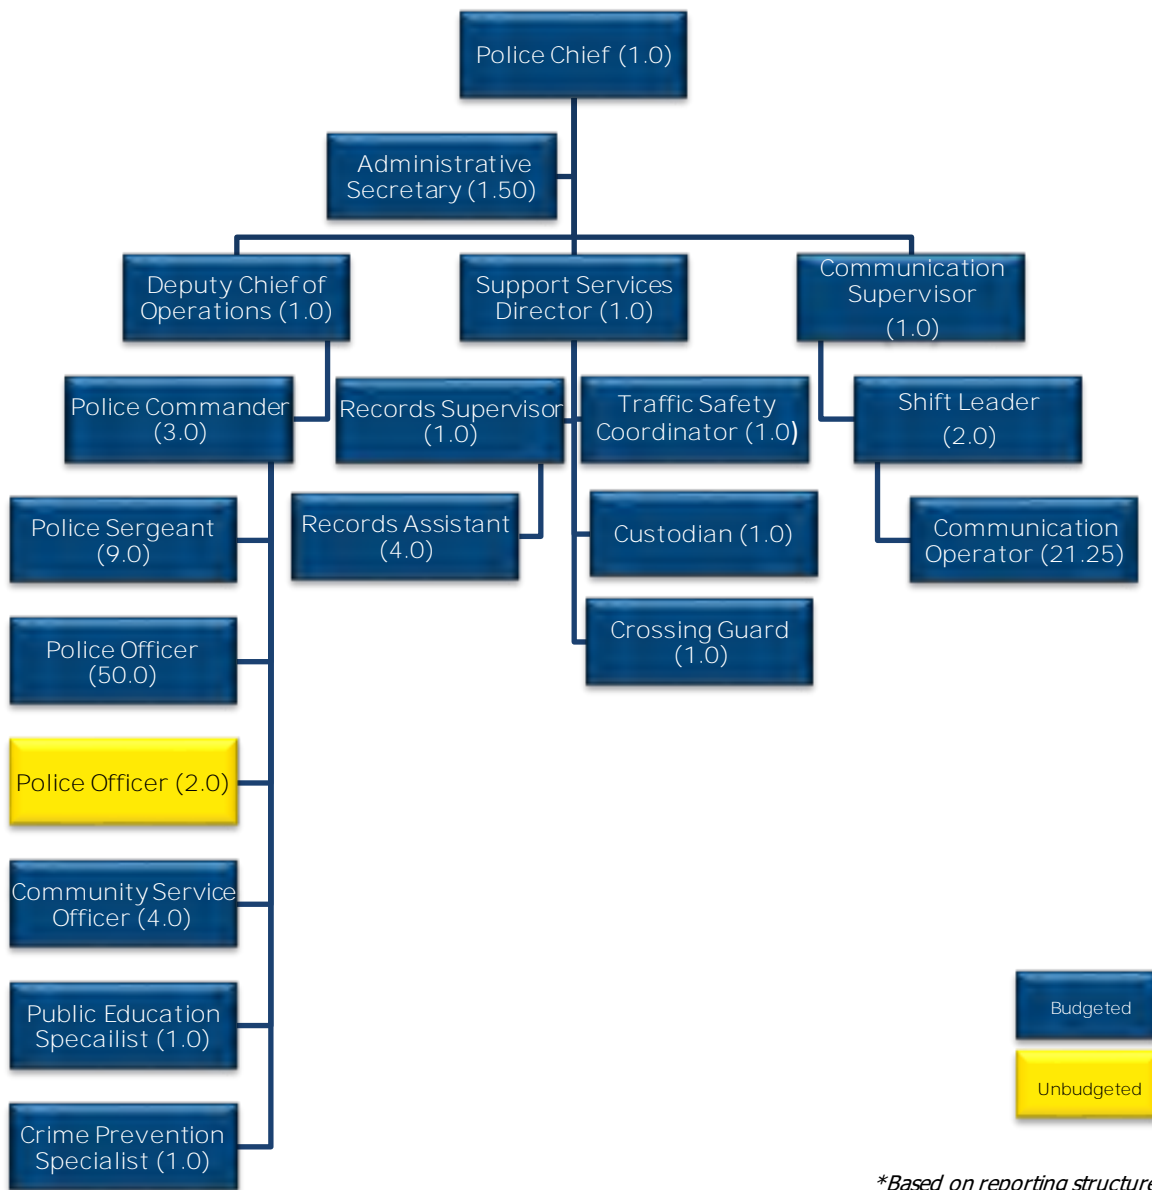 Police Chief (1.0)
Administrative
Secretary (1.50)
Deputy Chief of
Operations (1.0)
Support Services
Director (1.0)
Communication
Supervisor
(1.0)
Police Commander
(3.0)
Records Supervisor
(1.0)
Traffic Safety
Coordinator (1.0)
Shift Leader
(2.0)
Police Sergeant
(9.0)
Records Assistant
(4.0)
Custodian (1.0)
Communication
Operator (21.25)
Police Officer
(50.0)
Crossing Guard
(1.0)
Police Officer (2.0)
Community Service
Officer (4.0)
Public Education
Specailist (1.0)
Crime Prevention
Specialist (1.0)
Budgeted
Unbudgeted
*Based on reporting structure